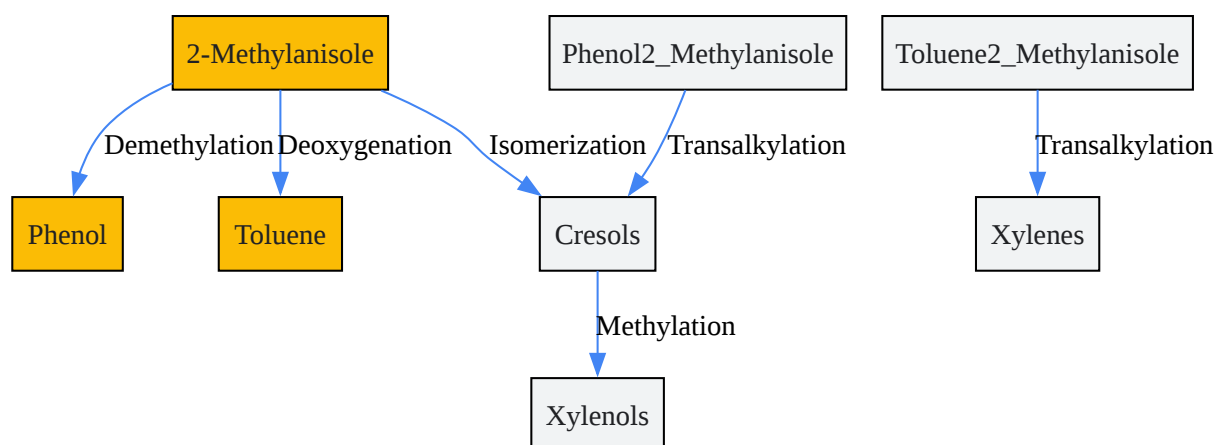 2-Methylanisole
Phenol2_Methylanisole
Toluene2_Methylanisole
Demethylation
Deoxygenation
Isomerization
Transalkylation
Transalkylation
Phenol
Toluene
Cresols
Xylenes
Methylation
Xylenols